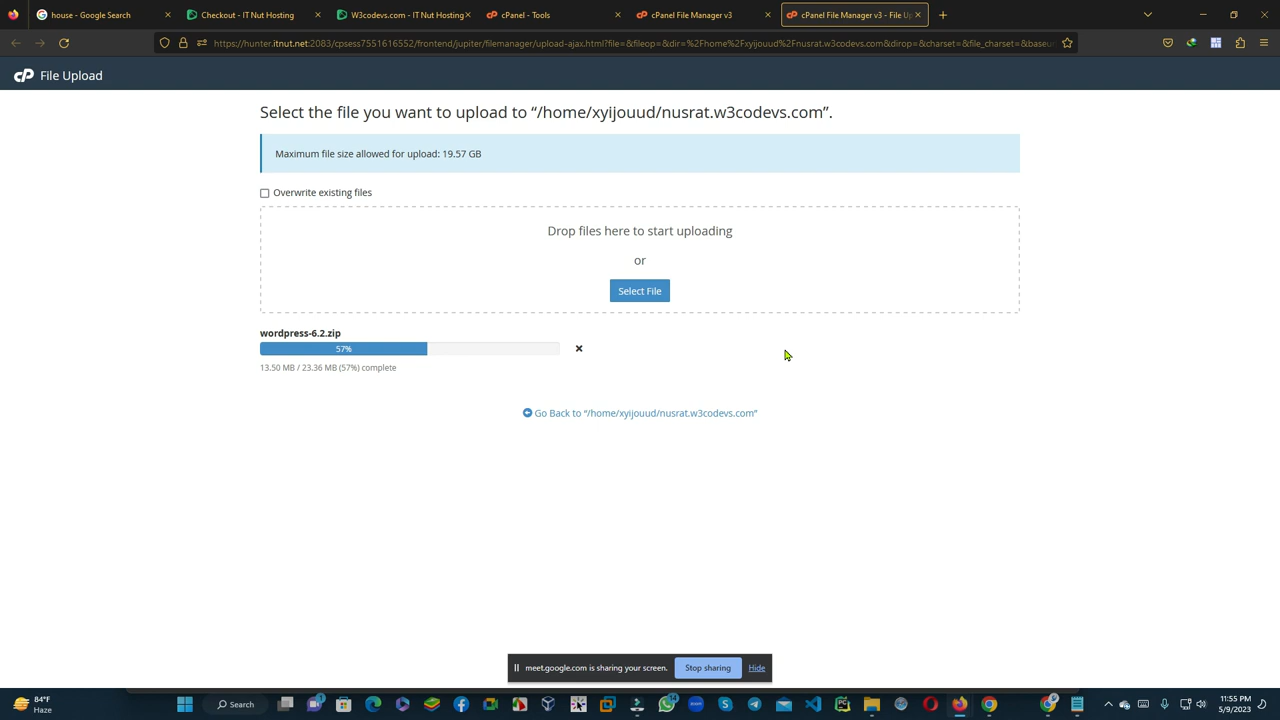 house - Google Search
Checkout - IT Nut Hosting
W3codevs.com - IT Nut Hosting
cPanel - Tools
cPanel File Manager v3
cPanel File Manager v3 - File Up
https://hunter.itnut.net:2083/cpsess7551616552/frontend/jupiter/filemanager/upload-ajax.html?file=&fileop=&dir=%2Fhome%2Fxyijouud%2Fnusrat.w3codevs.com&dirop=&charset=&file_charset=&baseu
cP File Upload
Select the file you want to upload to “/home/xyijouud/nusrat.w3codevs.com”.
Maximum file size allowed for upload: 19.57 GB
Overwrite existing files
Drop files here to start uploading
or
Select File
wordpress-6.2.zip
57%
13.50 MB / 23.36 MB (57%) complete
Go Back to “/home/xyijouud/nusrat.w3codevs.com”
meet.google.com is sharing your screen.
Stop sharing
Hide
84°F
Haze
Search
11:55 PM
5/9/2023